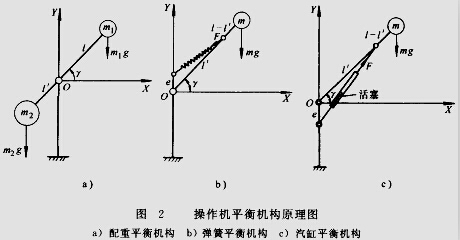 Y
m₁
l
m₁g
γ
O
X
l′
m₂
m₂g
a)
Y
l-l′
m
F
mg
e
l′
γ
O
X
b)
Y
l-l′
m
mg
l′
F
O
γ
X
e
活塞
c)
图 2 操作机平衡机构原理图
a) 配重平衡机构 b) 弹簧平衡机构 c) 汽缸平衡机构